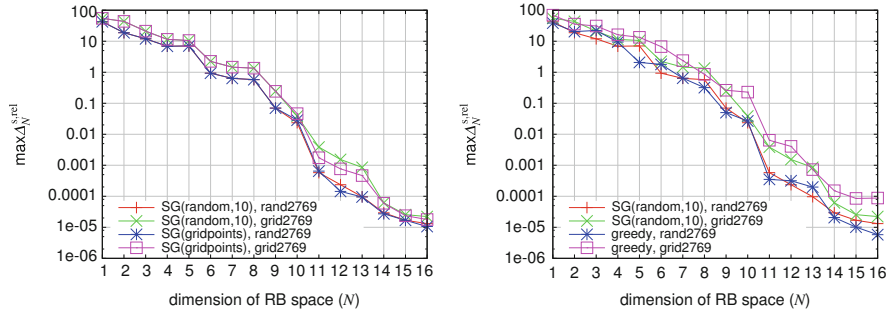 100
10
1
0.1
0.01
0.001
0.0001
1e-05
1e-06
max Δ_N^{s,rel}
SG(random,10), rand2769
SG(random,10), grid2769
SG(gridpoints), rand2769
SG(gridpoints), grid2769
1 2 3 4 5 6 7 8 9 10 11 12 13 14 15 16
dimension of RB space (N)
100
10
1
0.1
0.01
0.001
0.0001
1e-05
1e-06
max Δ_N^{s,rel}
SG(random,10), rand2769
SG(random,10), grid2769
greedy, rand2769
greedy, grid2769
1 2 3 4 5 6 7 8 9 10 11 12 13 14 15 16
dimension of RB space (N)